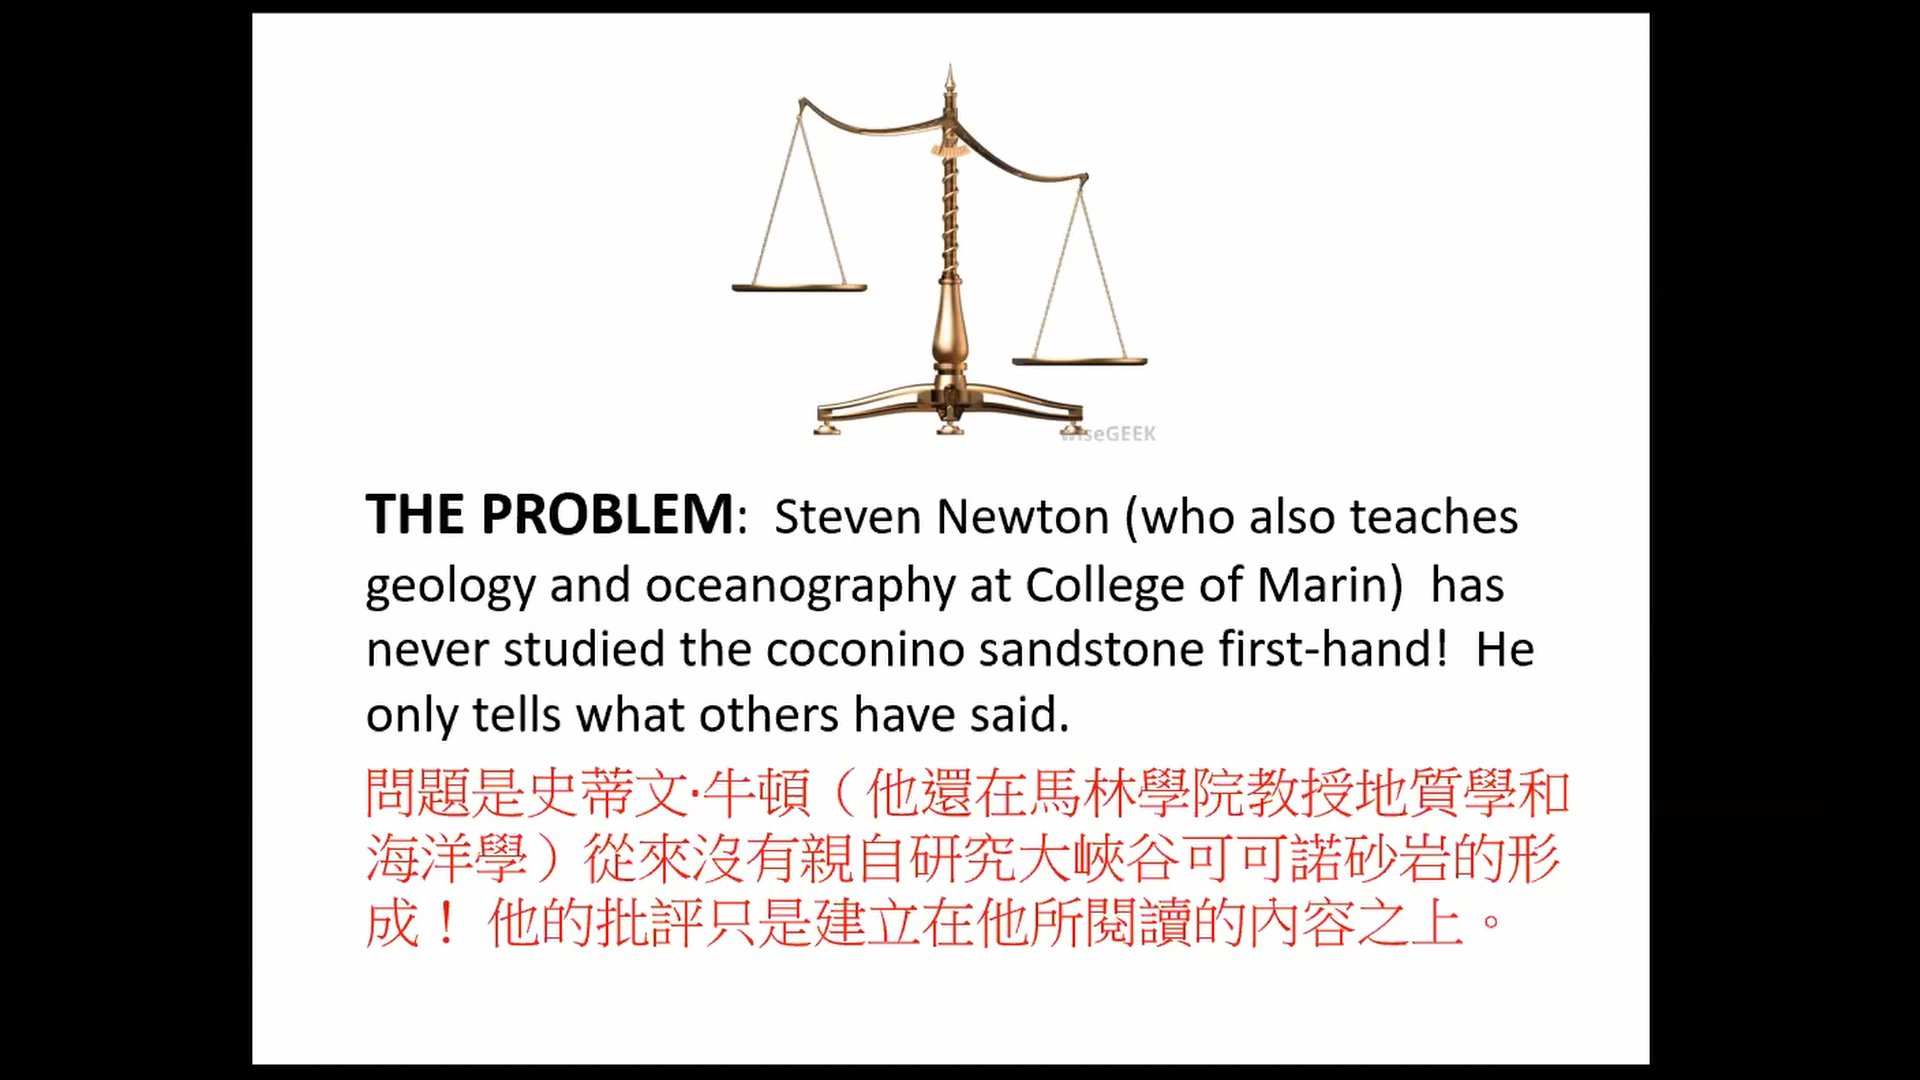 wiseGEEK
THE PROBLEM: Steven Newton (who also teaches
geology and oceanography at College of Marin) has
never studied the coconino sandstone first-hand! He
only tells what others have said.
問題是史蒂文·牛頓（他還在馬林學院教授地質學和
海洋學）從來沒有親自研究大峽谷可可諾砂岩的形
成！ 他的批評只是建立在他所閱讀的內容之上。